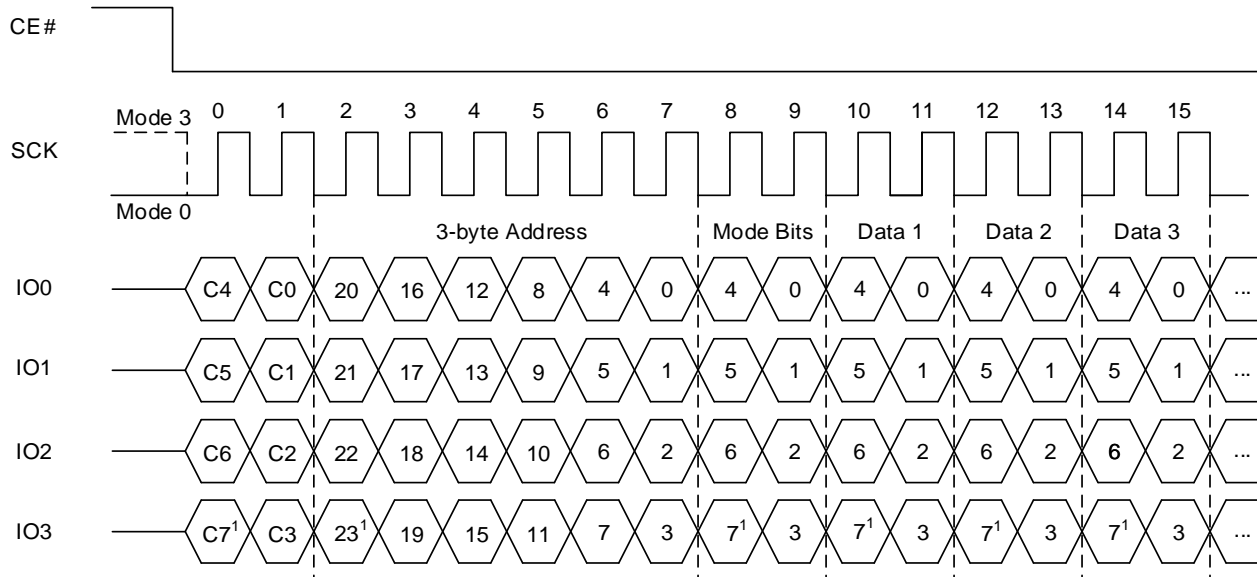 CE#
0 1 2 3 4 5 6 7 8 9 10 11 12 13 14 15
Mode 3
SCK
Mode 0
3-byte Address Mode Bits Data 1 Data 2 Data 3
IO0 C4 C0 20 16 12 8 4 0 4 0 4 0 4 0 4 0 ...
IO1 C5 C1 21 17 13 9 5 1 5 1 5 1 5 1 5 1 ...
IO2 C6 C2 22 18 14 10 6 2 6 2 6 2 6 2 6 2 ...
IO3 C7¹ C3 23¹ 19 15 11 7 3 7¹ 3 7¹ 3 7¹ 3 7¹ 3 ...